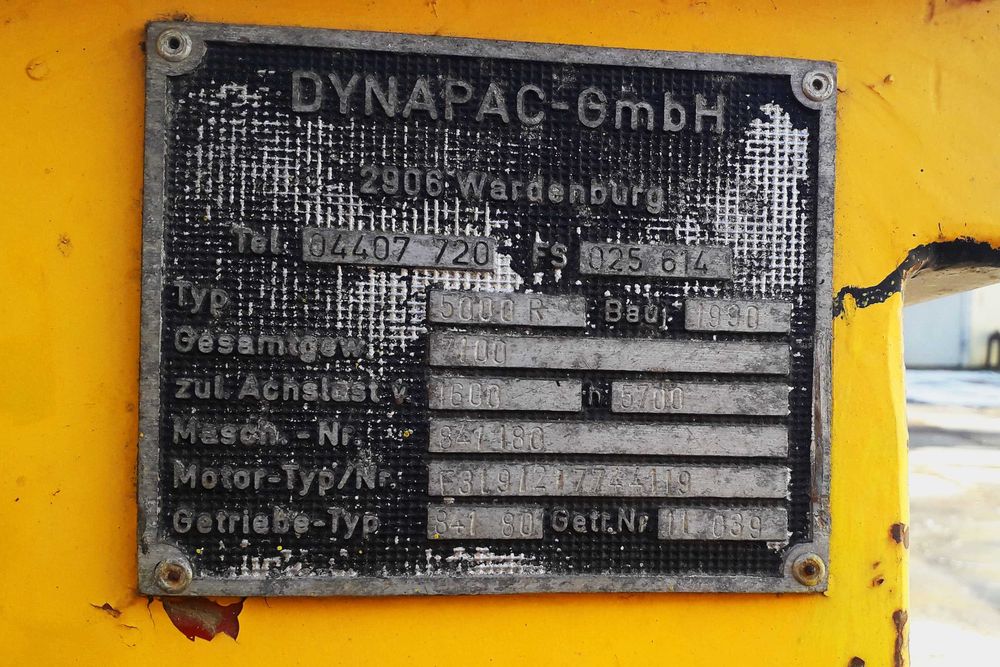 DYNAPAC-GmbH
2906 Wardenburg
Tel. 04407 720 FS 025 614
Typ 5000 R Bauj. 1990
Gesamtgew. 7100
zul. Achslast v. 1600 h. 5700
Masch.-Nr. 841180
Motor-Typ/Nr. F3L912 17744119
Getriebe-Typ 841 80 Getr.Nr 11 039